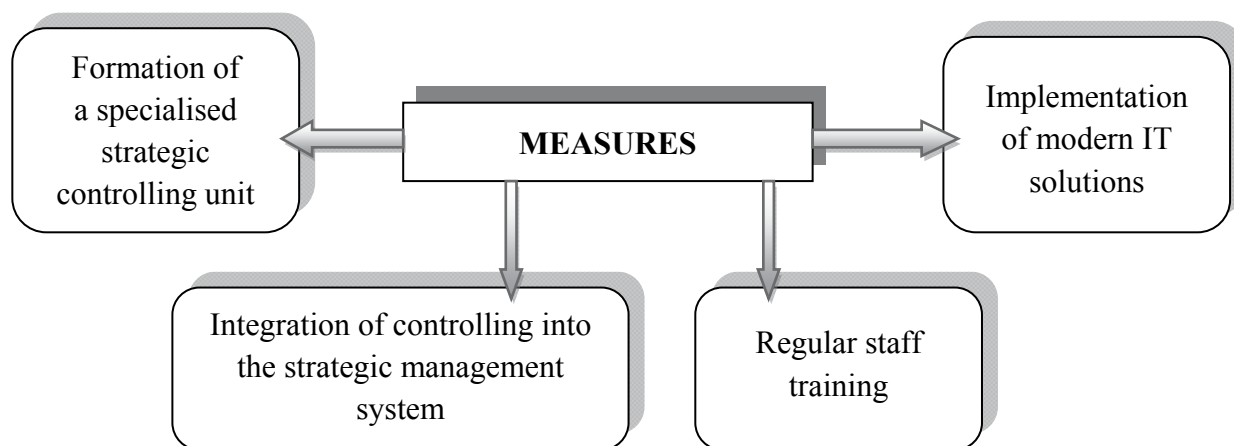 Formation of
a specialised
strategic
controlling unit
MEASURES
Implementation
of modern IT
solutions
Integration of controlling into
the strategic management
system
Regular staff
training